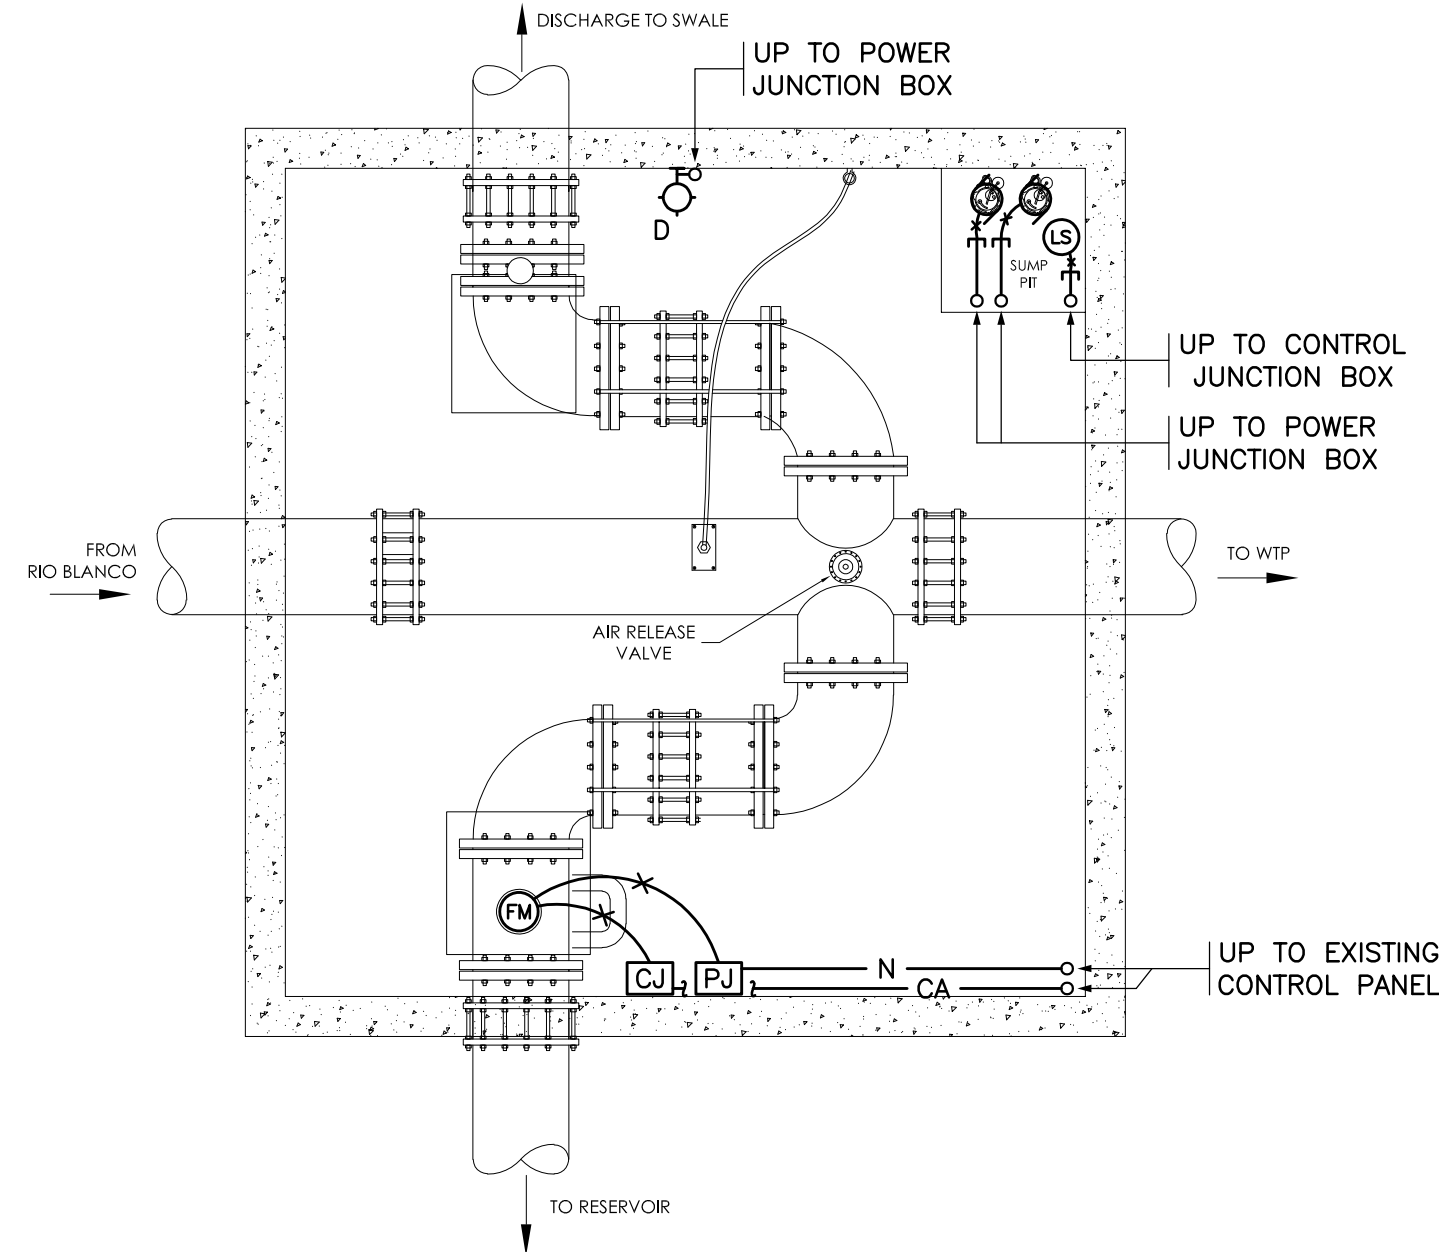 DISCHARGE TO SWALE
UP TO POWER
JUNCTION BOX
D
LS
SUMP
PIT
UP TO CONTROL
JUNCTION BOX
UP TO POWER
JUNCTION BOX
FROM
RIO BLANCO
TO WTP
AIR RELEASE
VALVE
FM
CJ
PJ
N
CA
UP TO EXISTING
CONTROL PANEL
TO RESERVOIR